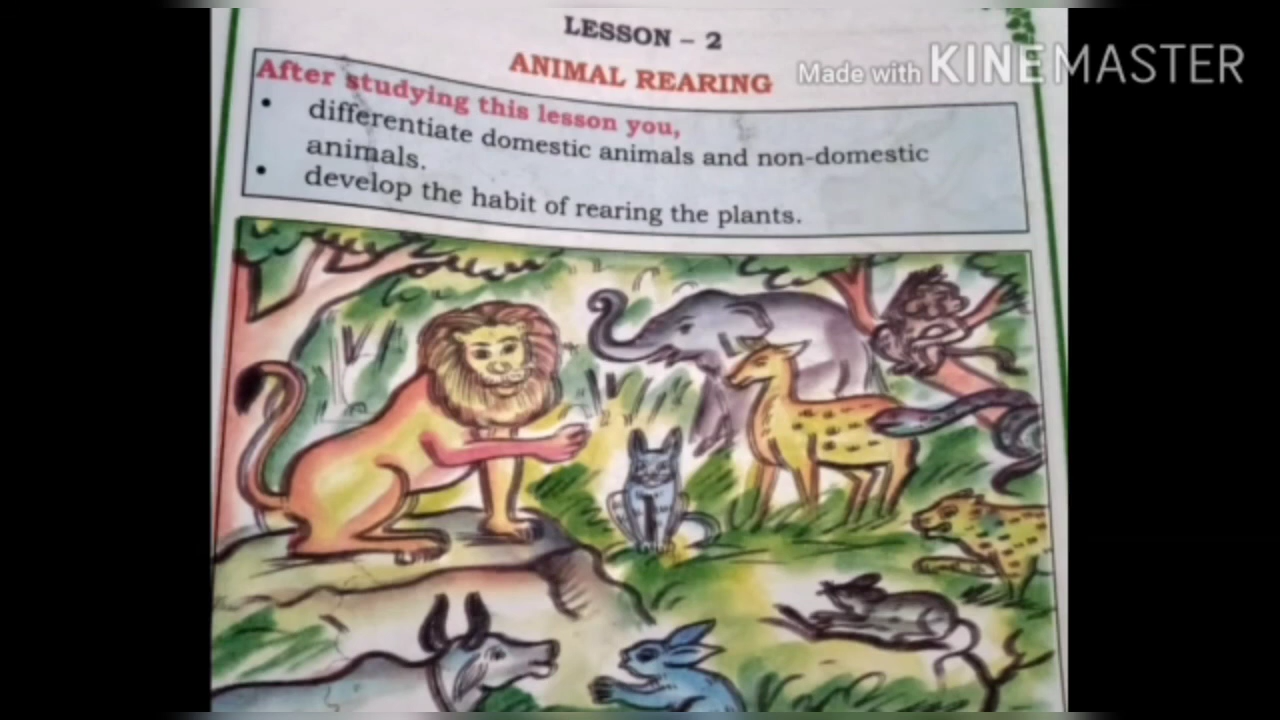 LESSON – 2
ANIMAL REARING
Made with KINEMASTER
After studying this lesson you,
• differentiate domestic animals and non-domestic
animals.
• develop the habit of rearing the plants.